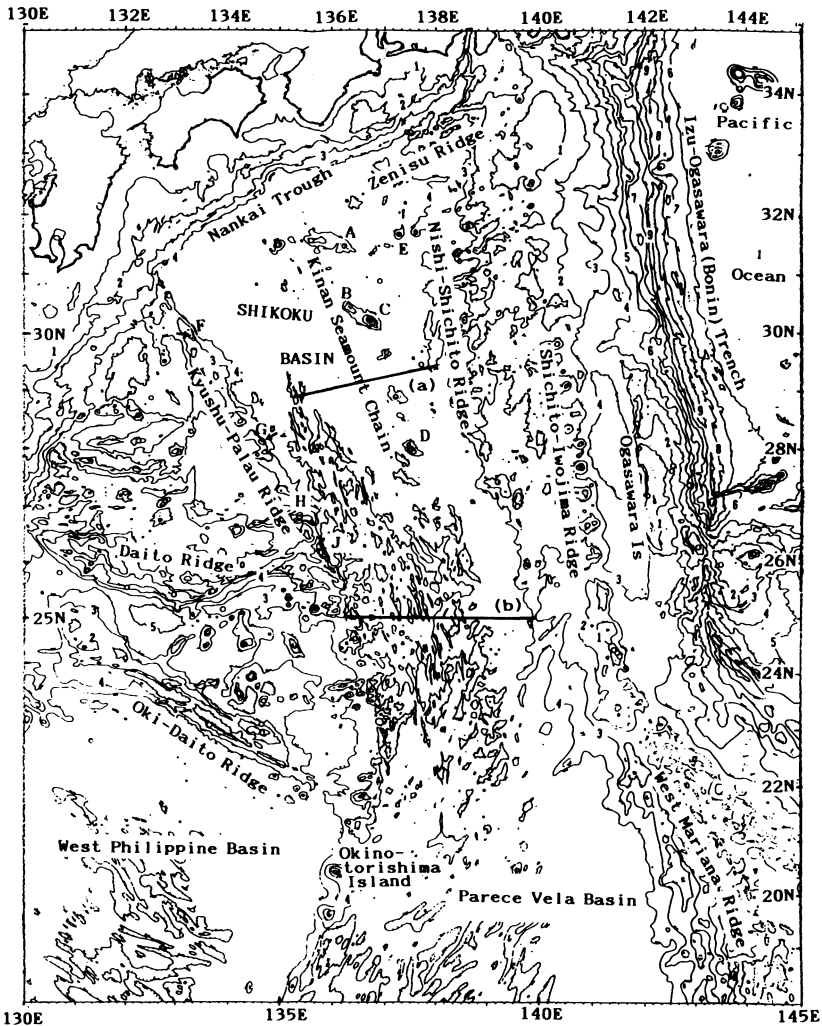 130E 132E 134E 136E 138E 140E 142E 144E
34N
Pacific
Izu-Ogasawara (Bonin) Trench
Zenisu Ridge
Nankai Trough
32N
A
E
Nishi-Shichito Ridge
Kinan Seamount Chain
Ocean
B
C
SHIKOKU
F
30N
30N
BASIN
(a)
Shichito-Iwojima Ridge
Kyushu-Palau Ridge
G
D
Ogasawara Is
28N
H
J
Daito Ridge
26N
(b)
25N
24N
Oki-Daito Ridge
22N
West Mariana Ridge
West Philippine Basin
Okino-
torishima
Island
20N
Parece Vela Basin
130E 135E 140E 145E